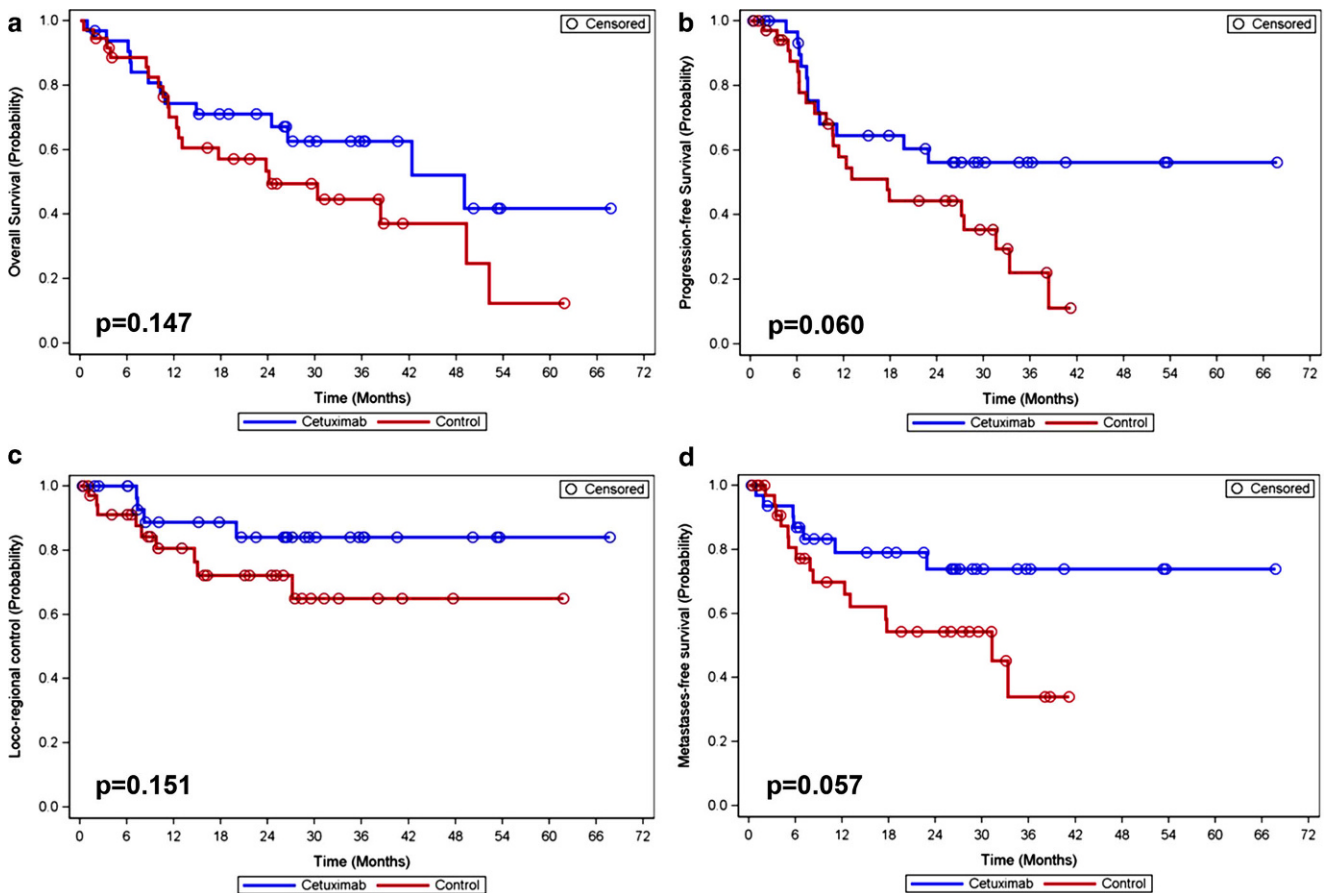 a
Overall Survival (Probability)
1.0
0.8
0.6
0.4
0.2
0.0
Censored
p=0.147
0 6 12 18 24 30 36 42 48 54 60 66 72
Time (Months)
Cetuximab Control
b
Progression-free Survival (Probability)
1.0
0.8
0.6
0.4
0.2
0.0
Censored
p=0.060
0 6 12 18 24 30 36 42 48 54 60 66 72
Time (Months)
Cetuximab Control
c
Loco-regional control (Probability)
1.0
0.8
0.6
0.4
0.2
0.0
Censored
p=0.151
0 6 12 18 24 30 36 42 48 54 60 66 72
Time (Months)
Cetuximab Control
d
Metastases-free survival (Probability)
1.0
0.8
0.6
0.4
0.2
0.0
Censored
p=0.057
0 6 12 18 24 30 36 42 48 54 60 66 72
Time (Months)
Cetuximab Control